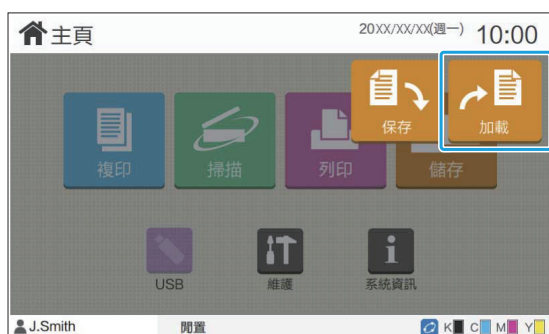 主頁
20XX/XX/XX(週一) 10:00
保存
加載
複印
掃描
列印
儲存
USB
維護
系統資訊
J.Smith 閒置 K C M Y